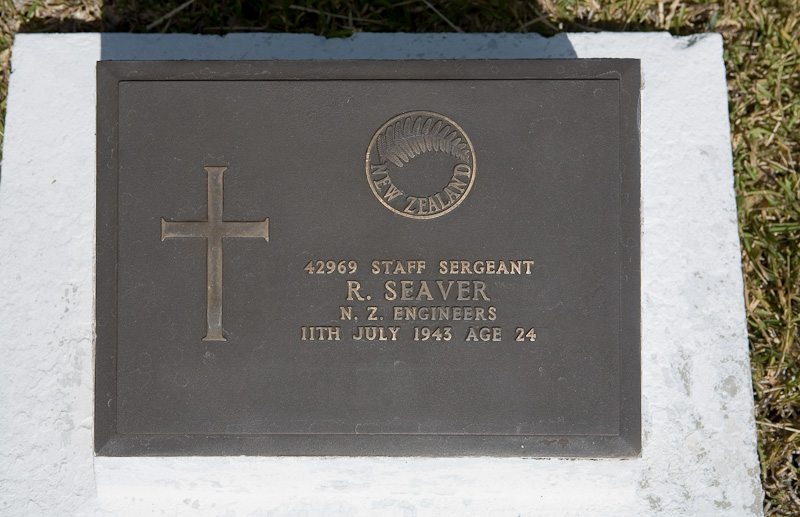 NEW ZEALAND
42969 STAFF SERGEANT
R. SEAVER
N. Z. ENGINEERS
11TH JULY 1943 AGE 24